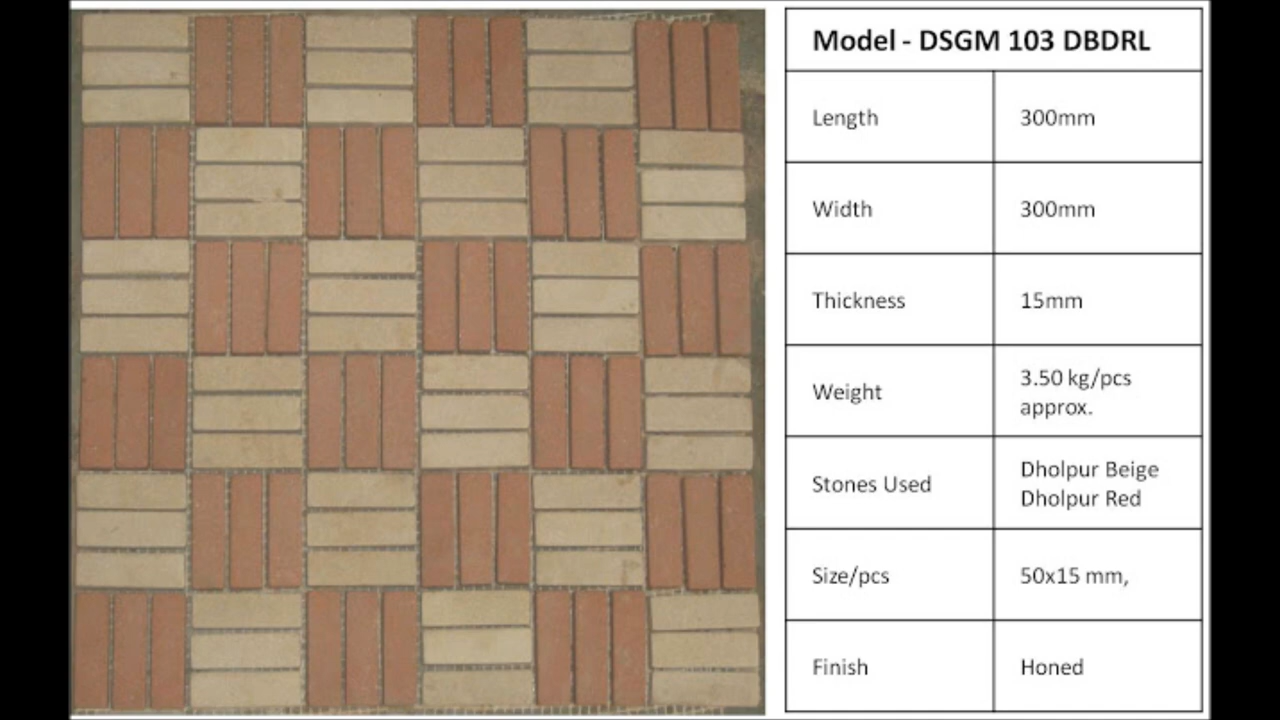 Model - DSGM 103 DBDRL
Length 300mm
Width 300mm
Thickness 15mm
Weight 3.50 kg/pcs
approx.
Stones Used Dholpur Beige
Dholpur Red
Size/pcs 50x15 mm,
Finish Honed